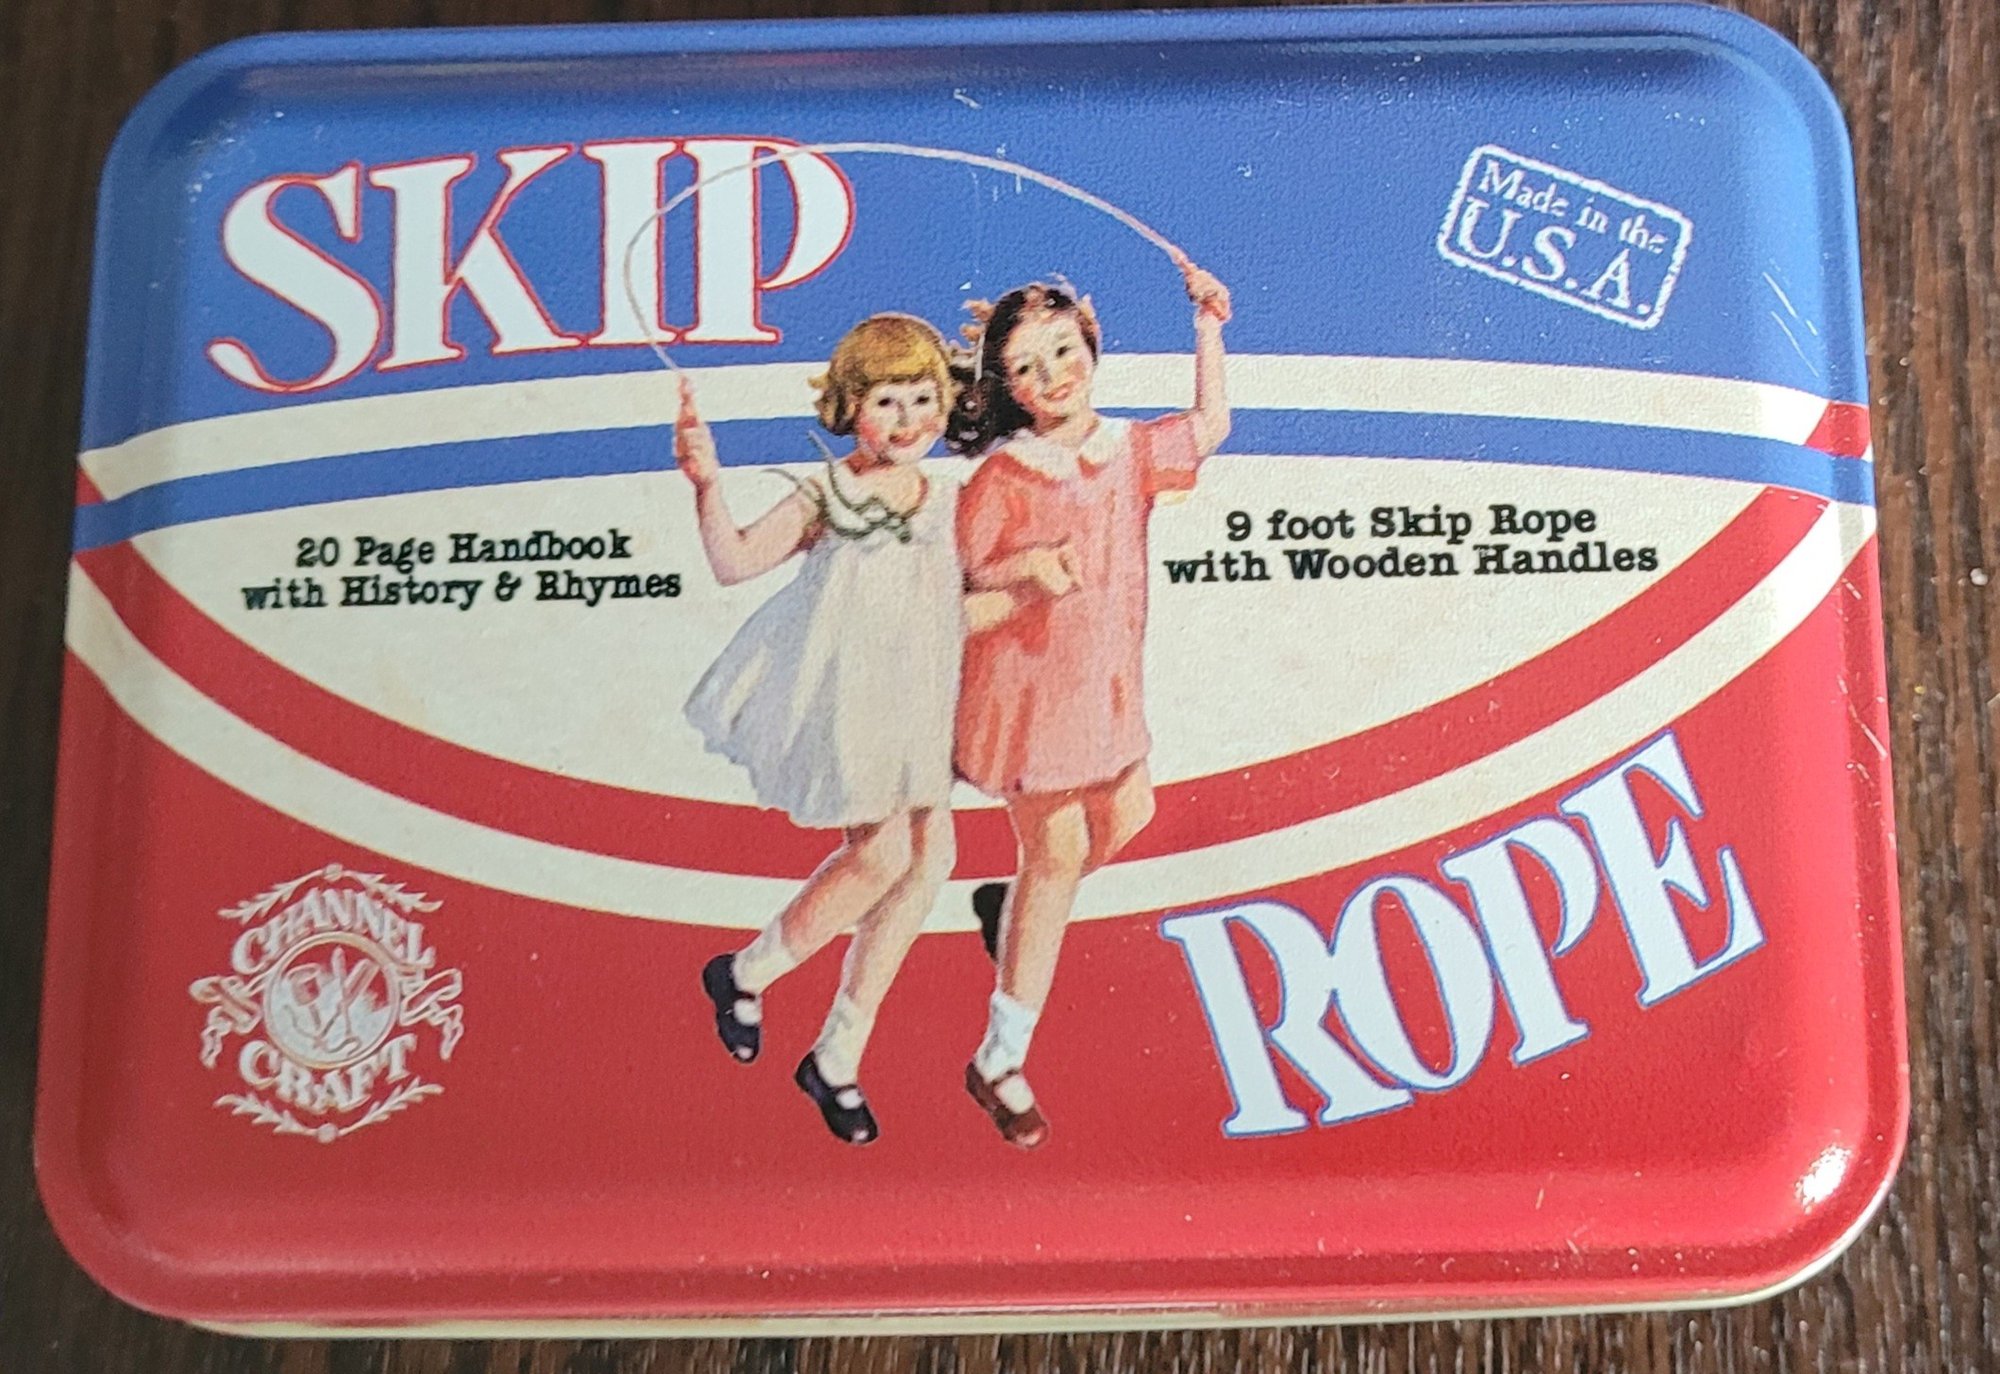 SKIP
Made in the
U.S.A.
20 Page Handbook
with History & Rhymes
9 foot Skip Rope
with Wooden Handles
ROPE
CHANNEL
CRAFT